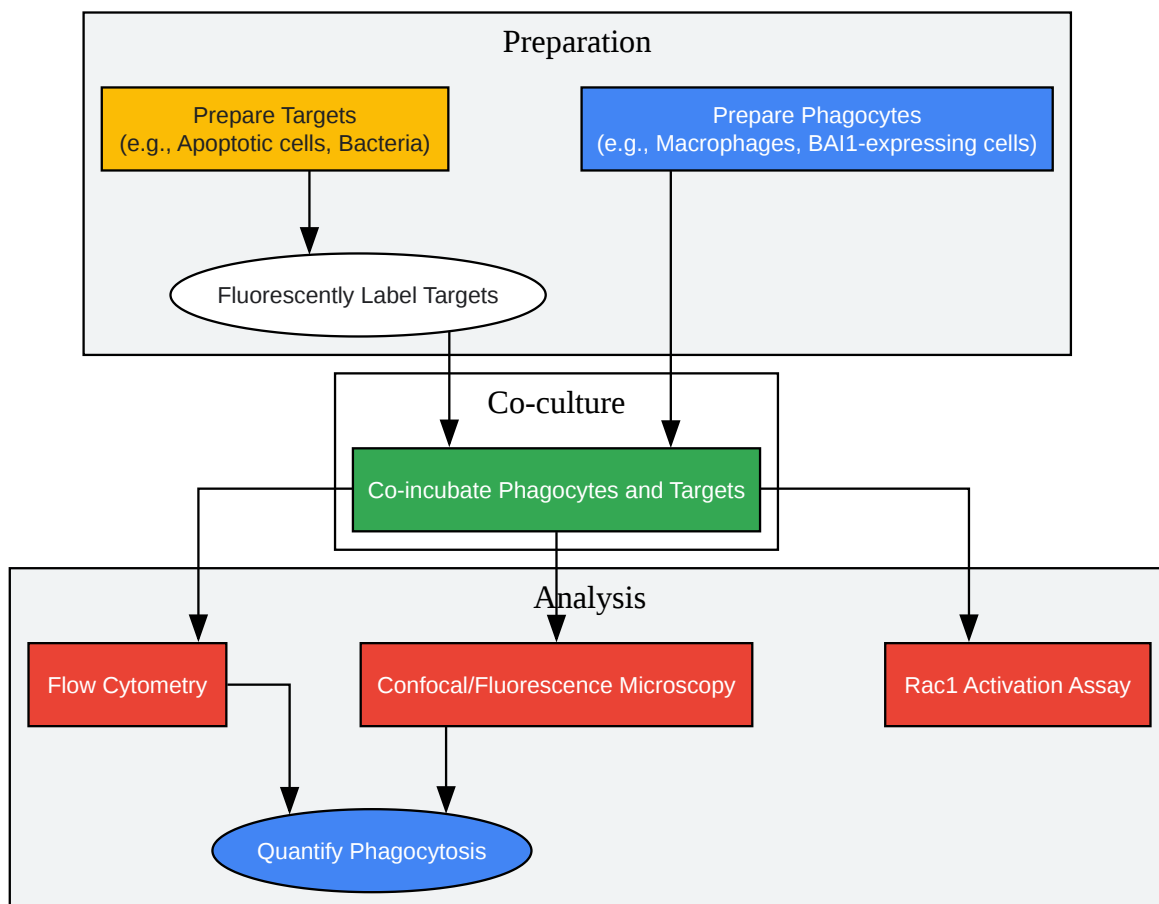 Preparation
Prepare Targets
(e.g., Apoptotic cells, Bacteria)
Prepare Phagocytes
(e.g., Macrophages, BAI1-expressing cells)
Fluorescently Label Targets
Co-culture
Co-incubate Phagocytes and Targets
Analysis
Flow Cytometry
Confocal/Fluorescence Microscopy
Rac1 Activation Assay
Quantify Phagocytosis